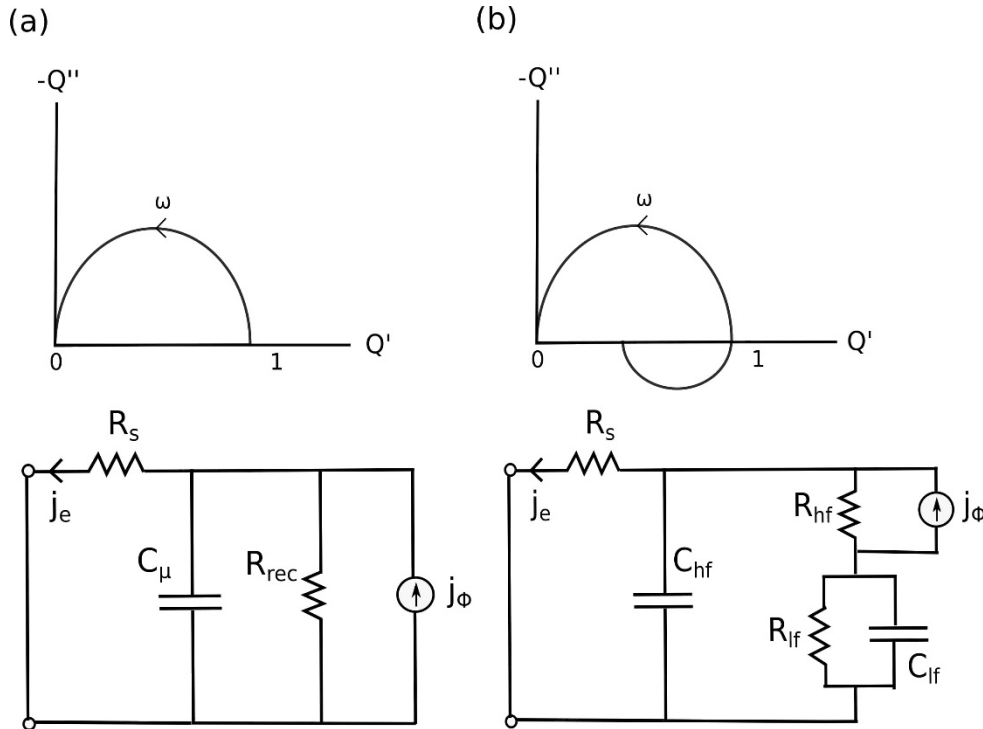 (a)
-Q''
ω
0
1
Q'
Rs
je
Cμ
Rrec
jΦ
(b)
-Q''
ω
0
1
Q'
Rs
je
Chf
Rhf
jΦ
Rlf
Clf